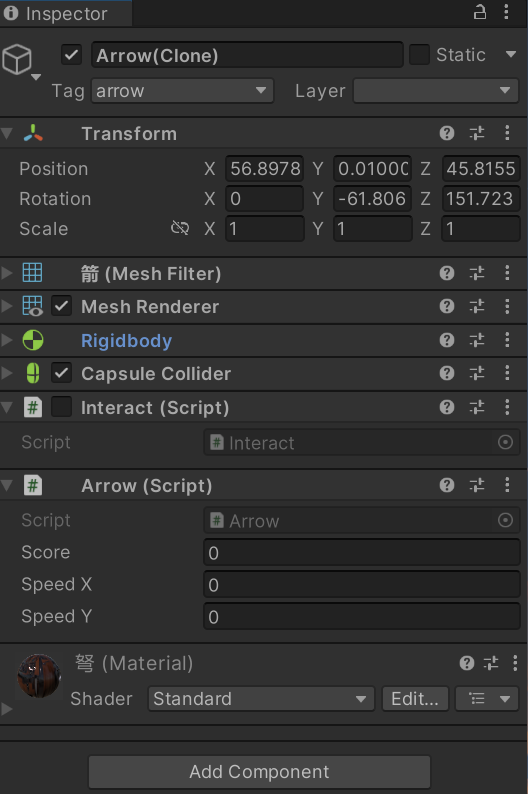 Inspector
Arrow(Clone) Static
Tag arrow Layer
Transform
Position X 56.8978 Y 0.0100 Z 45.8155
Rotation X 0 Y -61.806 Z 151.723
Scale X 1 Y 1 Z 1
箭 (Mesh Filter)
Mesh Renderer
Rigidbody
Capsule Collider
# Interact (Script)
Script # Interact
# Arrow (Script)
Script # Arrow
Score 0
Speed X 0
Speed Y 0
弩 (Material)
Shader Standard Edit...
Add Component